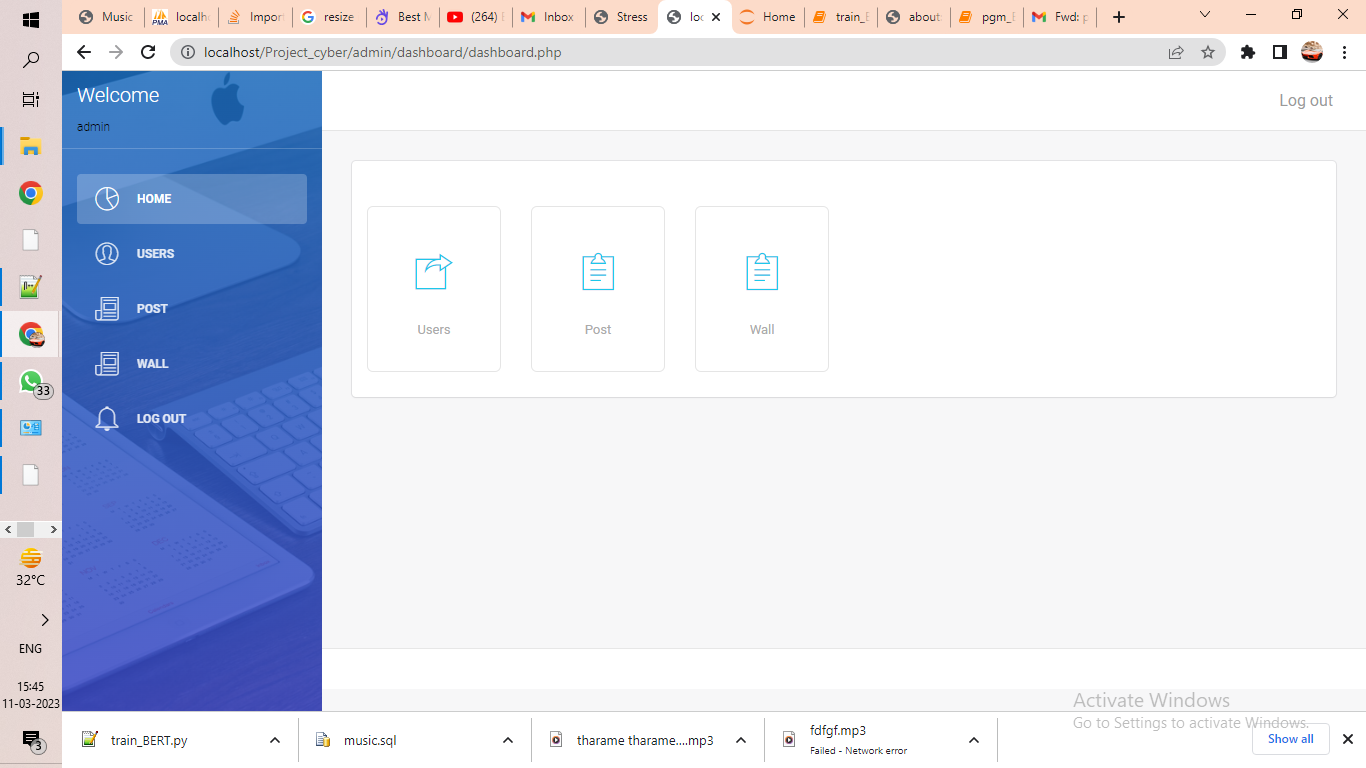 Music
localh
Import
resize
Best M
(264)
Inbox
Stress
loc
Home
train_E
about
pgm_E
Fwd: p
localhost/Project_cyber/admin/dashboard/dashboard.php
Welcome
admin
Log out
HOME
USERS
POST
WALL
LOG OUT
Users
Post
Wall
33
32°C
ENG
15:45
11-03-2023
3
Activate Windows
Go to Settings to activate Windows.
train_BERT.py
music.sql
tharame tharame....mp3
fdfgf.mp3
Failed - Network error
Show all